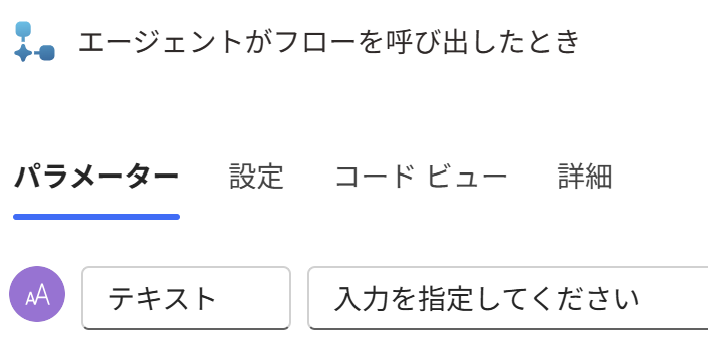 エージェントがフローを呼び出したとき
パラメーター 設定 コード ビュー 詳細
AA テキスト 入力を指定してください